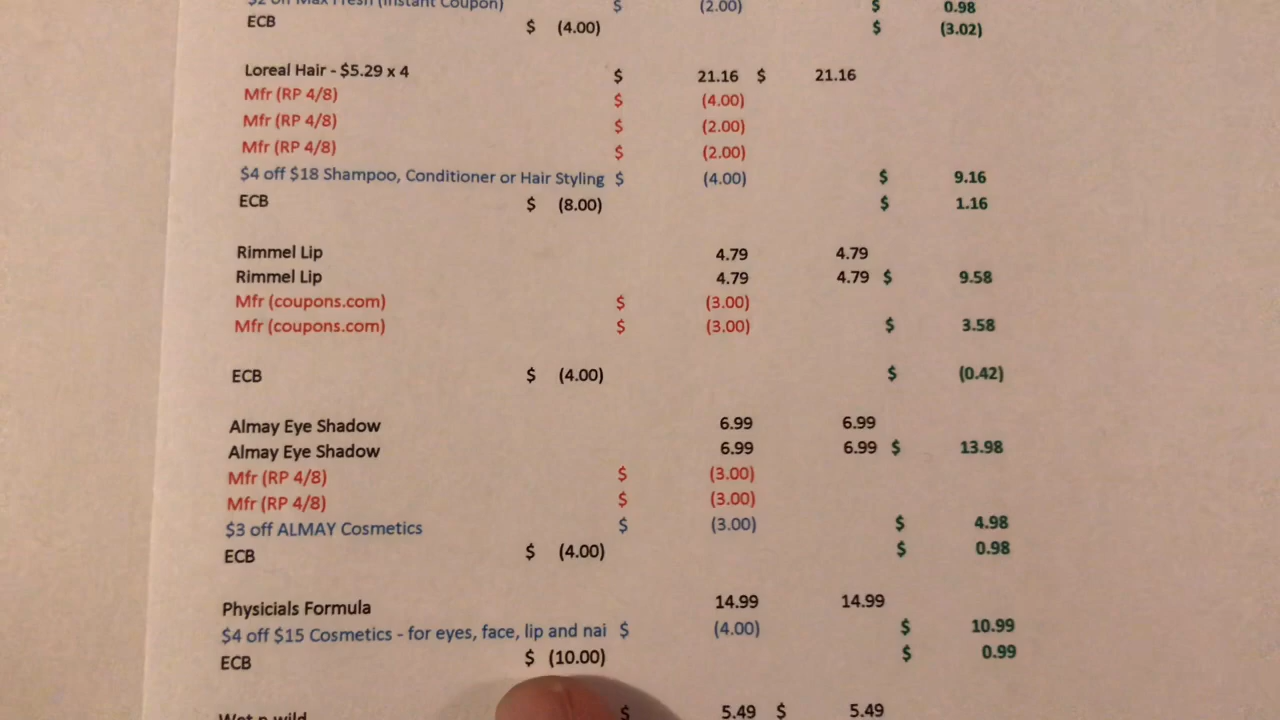 $2 off Max Fresh (Instant Coupon) $ (2.00) $ 0.98
ECB $ (4.00) $ (3.02)
Loreal Hair - $5.29 x 4 $ 21.16 $ 21.16
Mfr (RP 4/8) $ (4.00)
Mfr (RP 4/8) $ (2.00)
Mfr (RP 4/8) $ (2.00)
$4 off $18 Shampoo, Conditioner or Hair Styling $ (4.00) $ 9.16
ECB $ (8.00) $ 1.16
Rimmel Lip 4.79 4.79
Rimmel Lip 4.79 4.79 $ 9.58
Mfr (coupons.com) $ (3.00)
Mfr (coupons.com) $ (3.00) $ 3.58
ECB $ (4.00) $ (0.42)
Almay Eye Shadow 6.99 6.99
Almay Eye Shadow 6.99 6.99 $ 13.98
Mfr (RP 4/8) $ (3.00)
Mfr (RP 4/8) $ (3.00)
$3 off ALMAY Cosmetics $ (3.00) $ 4.98
ECB $ (4.00) $ 0.98
Physicials Formula 14.99 14.99
$4 off $15 Cosmetics - for eyes, face, lip and nai $ (4.00) $ 10.99
ECB $ (10.00) $ 0.99
Wet n wild $ 5.49 $ 5.49